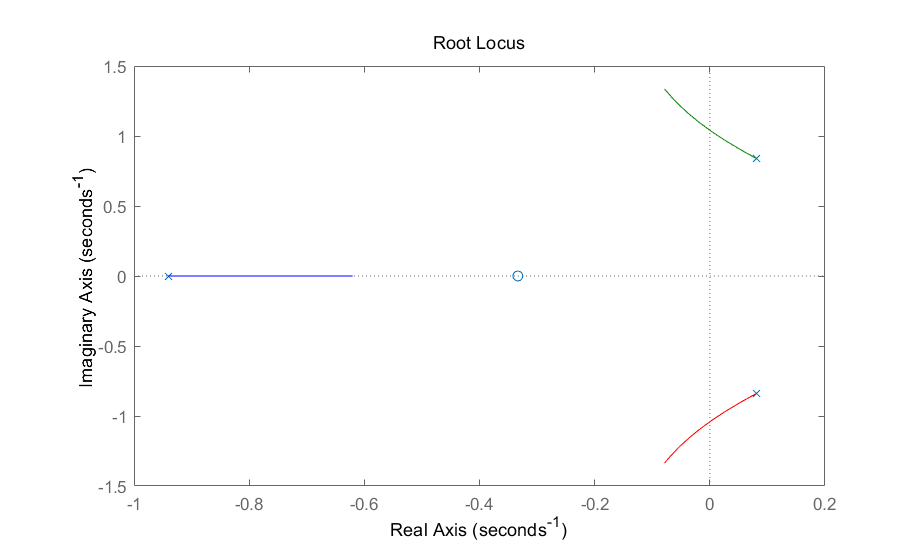 Root Locus
Imaginary Axis (seconds⁻¹)
1.5
1
0.5
0
-0.5
-1
-1.5
-1 -0.8 -0.6 -0.4 -0.2 0 0.2
Real Axis (seconds⁻¹)